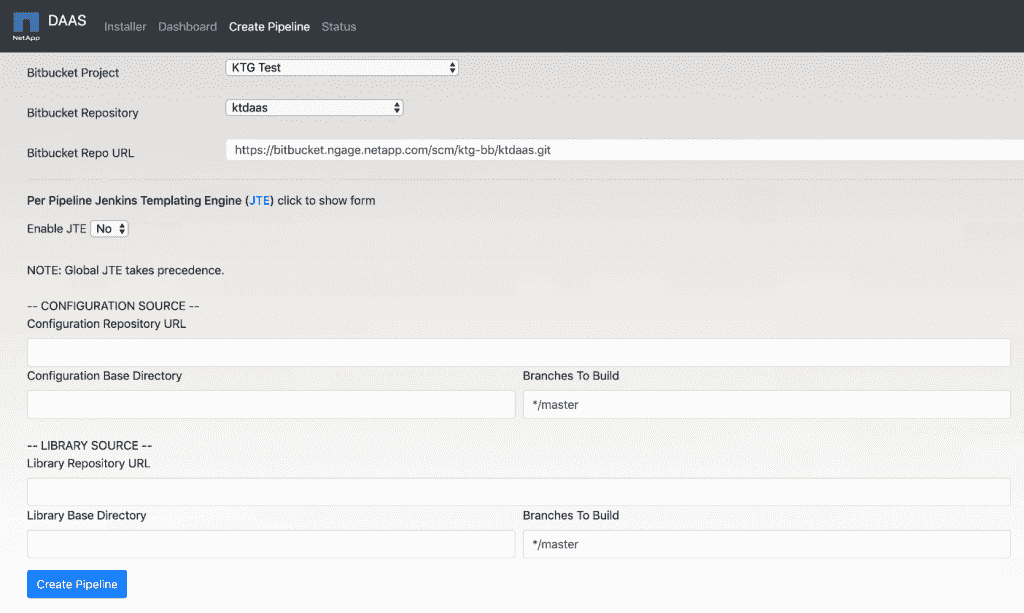 NetApp
DAAS
Installer Dashboard Create Pipeline Status
Bitbucket Project KTG Test
Bitbucket Repository ktdaas
Bitbucket Repo URL https://bitbucket.ngage.netapp.com/scm/ktg-bb/ktdaas.git
Per Pipeline Jenkins Templating Engine (JTE) click to show form
Enable JTE No
NOTE: Global JTE takes precedence.
-- CONFIGURATION SOURCE --
Configuration Repository URL
Configuration Base Directory Branches To Build
*/master
-- LIBRARY SOURCE --
Library Repository URL
Library Base Directory Branches To Build
*/master
Create Pipeline